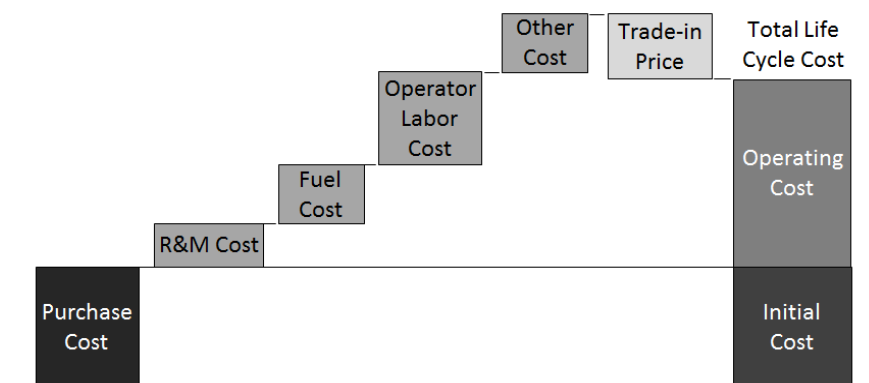 Purchase
Cost
R&M Cost
Fuel
Cost
Operator
Labor
Cost
Other
Cost
Trade-in
Price
Total Life
Cycle Cost
Operating
Cost
Initial
Cost